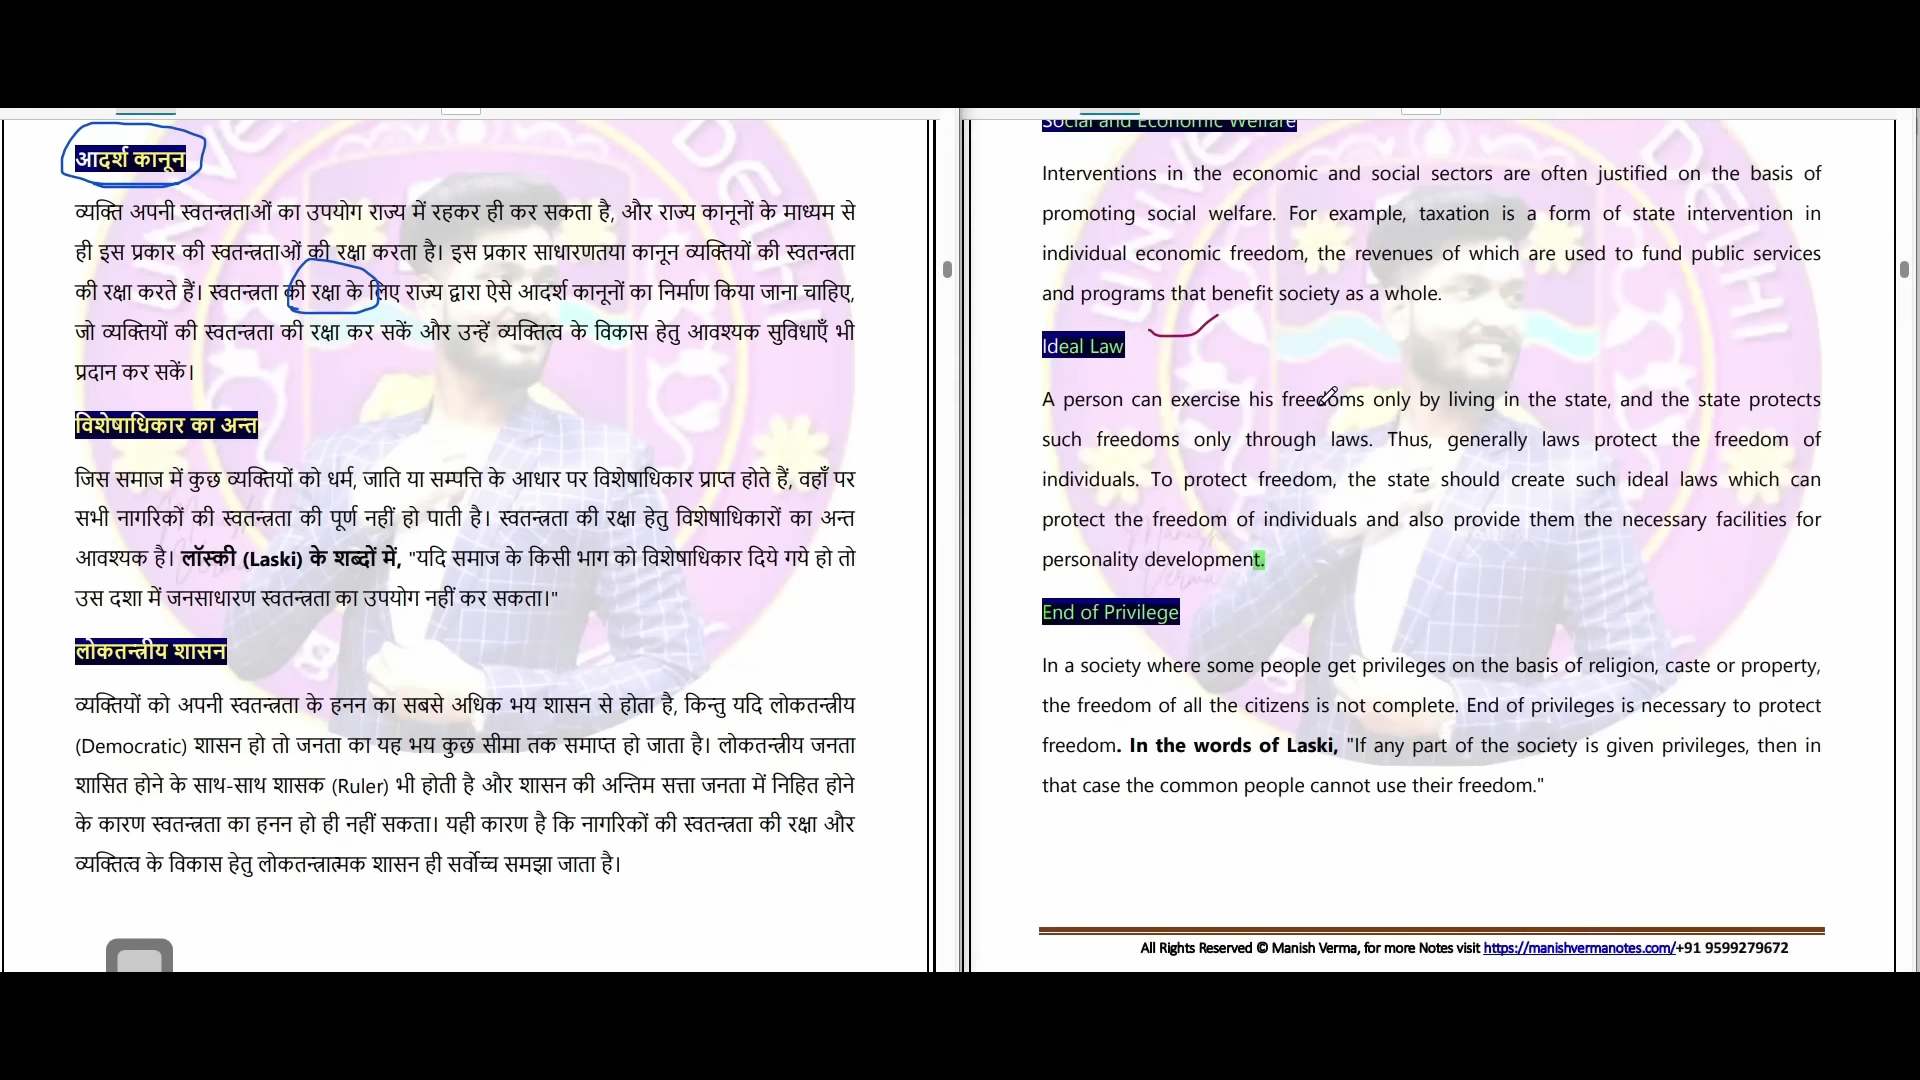 आदर्श कानून
व्यक्ति अपनी स्वतन्त्रताओं का उपयोग राज्य में रहकर ही कर सकता है, और राज्य कानूनों के माध्यम से
ही इस प्रकार की स्वतन्त्रताओं की रक्षा करता है। इस प्रकार साधारणतया कानून व्यक्तियों की स्वतन्त्रता
की रक्षा करते हैं। स्वतन्त्रता की रक्षा के लिए राज्य द्वारा ऐसे आदर्श कानूनों का निर्माण किया जाना चाहिए,
जो व्यक्तियों की स्वतन्त्रता की रक्षा कर सकें और उन्हें व्यक्तित्व के विकास हेतु आवश्यक सुविधाएँ भी
प्रदान कर सकें।
विशेषाधिकार का अन्त
जिस समाज में कुछ व्यक्तियों को धर्म, जाति या सम्पत्ति के आधार पर विशेषाधिकार प्राप्त होते हैं, वहाँ पर
सभी नागरिकों की स्वतन्त्रता की पूर्ण नहीं हो पाती है। स्वतन्त्रता की रक्षा हेतु विशेषाधिकारों का अन्त
आवश्यक है। लॉस्की (Laski) के शब्दों में, "यदि समाज के किसी भाग को विशेषाधिकार दिये गये हो तो
उस दशा में जनसाधारण स्वतन्त्रता का उपयोग नहीं कर सकता।"
लोकतन्त्रीय शासन
व्यक्तियों को अपनी स्वतन्त्रता के हनन का सबसे अधिक भय शासन से होता है, किन्तु यदि लोकतन्त्रीय
(Democratic) शासन हो तो जनता का यह भय कुछ सीमा तक समाप्त हो जाता है। लोकतन्त्रीय जनता
शासित होने के साथ-साथ शासक (Ruler) भी होती है और शासन की अन्तिम सत्ता जनता में निहित होने
के कारण स्वतन्त्रता का हनन हो ही नहीं सकता। यही कारण है कि नागरिकों की स्वतन्त्रता की रक्षा और
व्यक्तित्व के विकास हेतु लोकतन्त्रात्मक शासन ही सर्वोच्च समझा जाता है।
Social and Economic Welfare
Interventions in the economic and social sectors are often justified on the basis of
promoting social welfare. For example, taxation is a form of state intervention in
individual economic freedom, the revenues of which are used to fund public services
and programs that benefit society as a whole.
Ideal Law
A person can exercise his freedoms only by living in the state, and the state protects
such freedoms only through laws. Thus, generally laws protect the freedom of
individuals. To protect freedom, the state should create such ideal laws which can
protect the freedom of individuals and also provide them the necessary facilities for
personality development.
End of Privilege
In a society where some people get privileges on the basis of religion, caste or property,
the freedom of all the citizens is not complete. End of privileges is necessary to protect
freedom. In the words of Laski, "If any part of the society is given privileges, then in
that case the common people cannot use their freedom."
All Rights Reserved © Manish Verma, for more Notes visit https://manishvermanotes.com/+91 9599279672